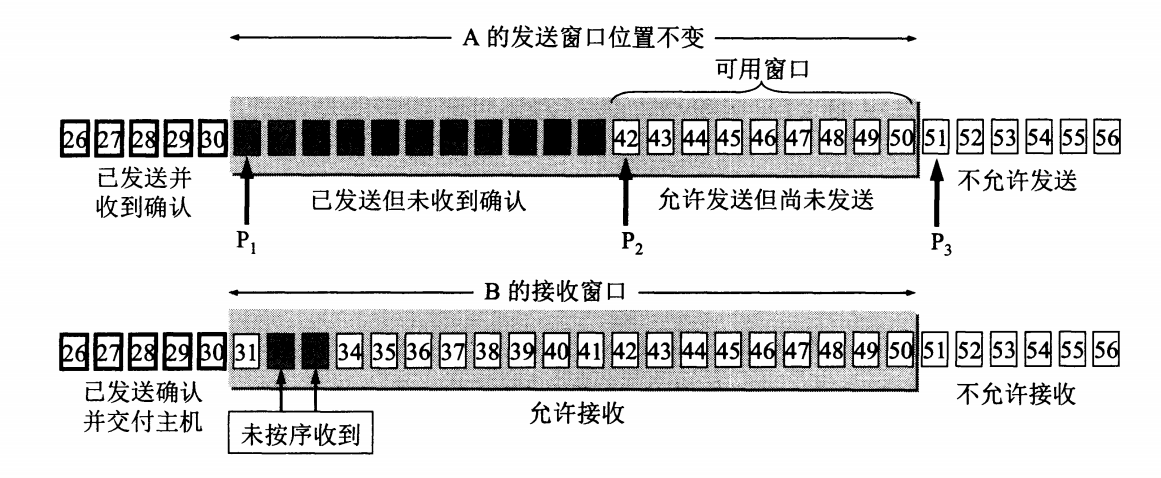 A 的发送窗口位置不变
可用窗口
26 27 28 29 30 42 43 44 45 46 47 48 49 50 51 52 53 54 55 56
已发送并
收到确认
已发送但未收到确认
允许发送但尚未发送
不允许发送
P1
P2
P3
B 的接收窗口
26 27 28 29 30 31 34 35 36 37 38 39 40 41 42 43 44 45 46 47 48 49 50 51 52 53 54 55 56
已发送确认
并交付主机
未按序收到
允许接收
不允许接收